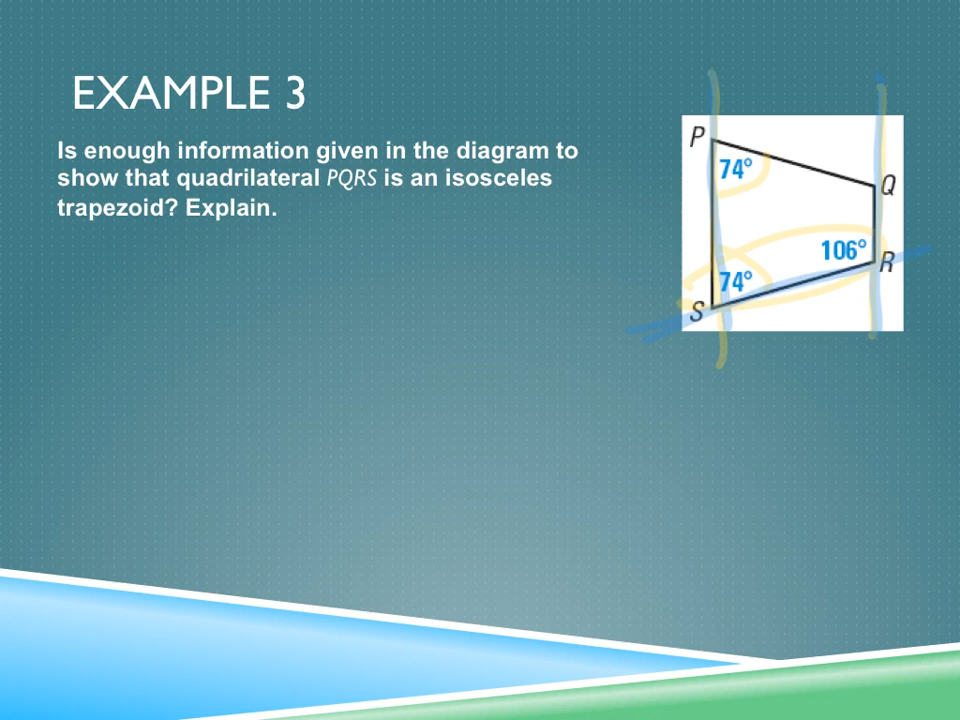 EXAMPLE 3
Is enough information given in the diagram to
show that quadrilateral PQRS is an isosceles
trapezoid? Explain.
P
74°
Q
106°
R
74°
S